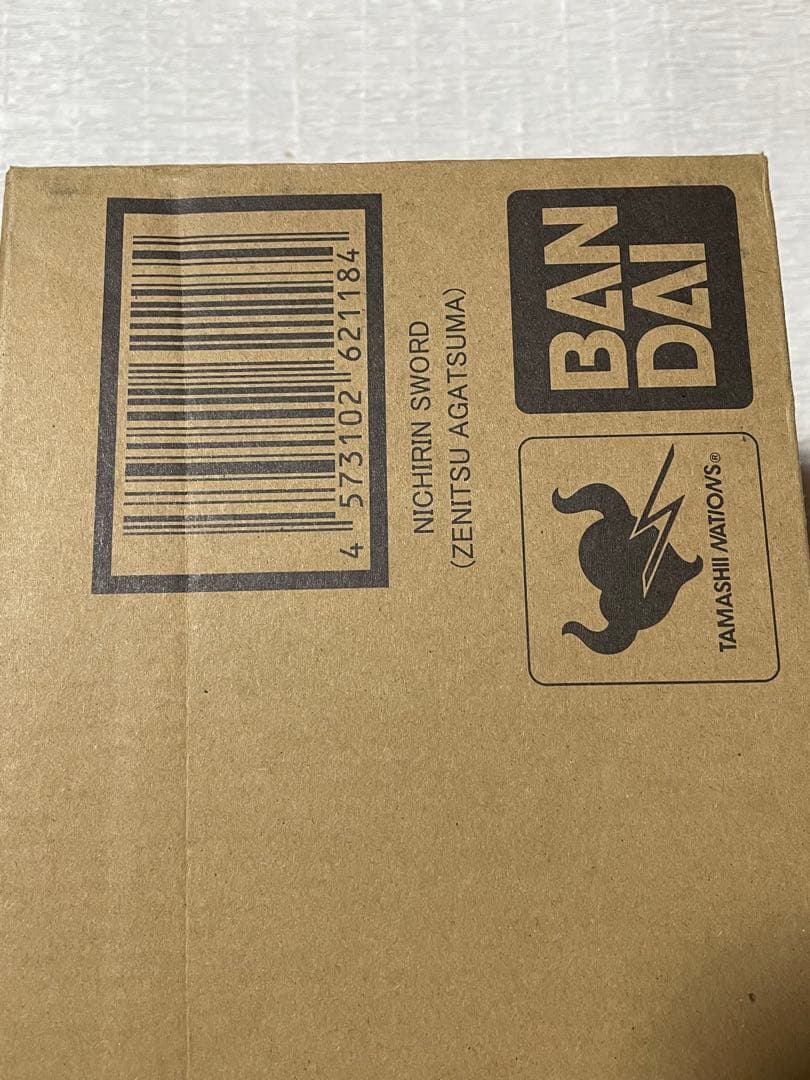 4 573102 621184
NICHIRIN SWORD
(ZENITSU AGATSUMA)
BAN
DAI
TAMASHII NATIONS®